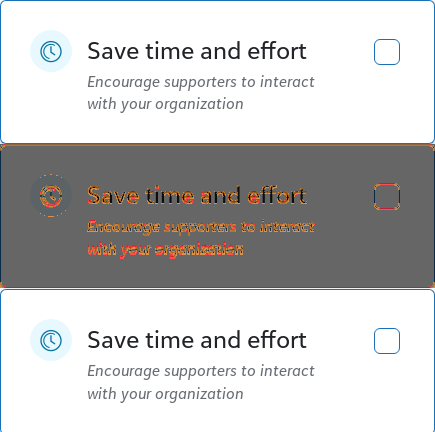 Save time and effort
Encourage supporters to interact
with your organization
Save time and effort
Encourage supporters to interact
with your organization
Save time and effort
Encourage supporters to interact
with your organization